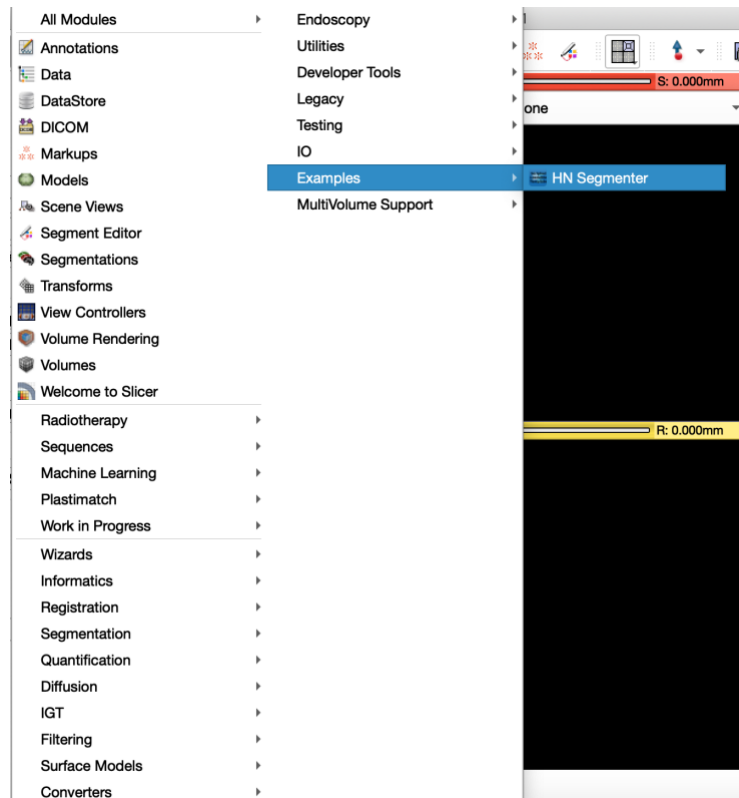 All Modules
Annotations
Data
DataStore
DICOM
Markups
Models
Scene Views
Segment Editor
Segmentations
Transforms
View Controllers
Volume Rendering
Volumes
Welcome to Slicer
Radiotherapy
Sequences
Machine Learning
Plastimatch
Work in Progress
Wizards
Informatics
Registration
Segmentation
Quantification
Diffusion
IGT
Filtering
Surface Models
Converters
Endoscopy
Utilities
Developer Tools
Legacy
Testing
IO
Examples
MultiVolume Support
HN Segmenter
S: 0.000mm
one
R: 0.000mm